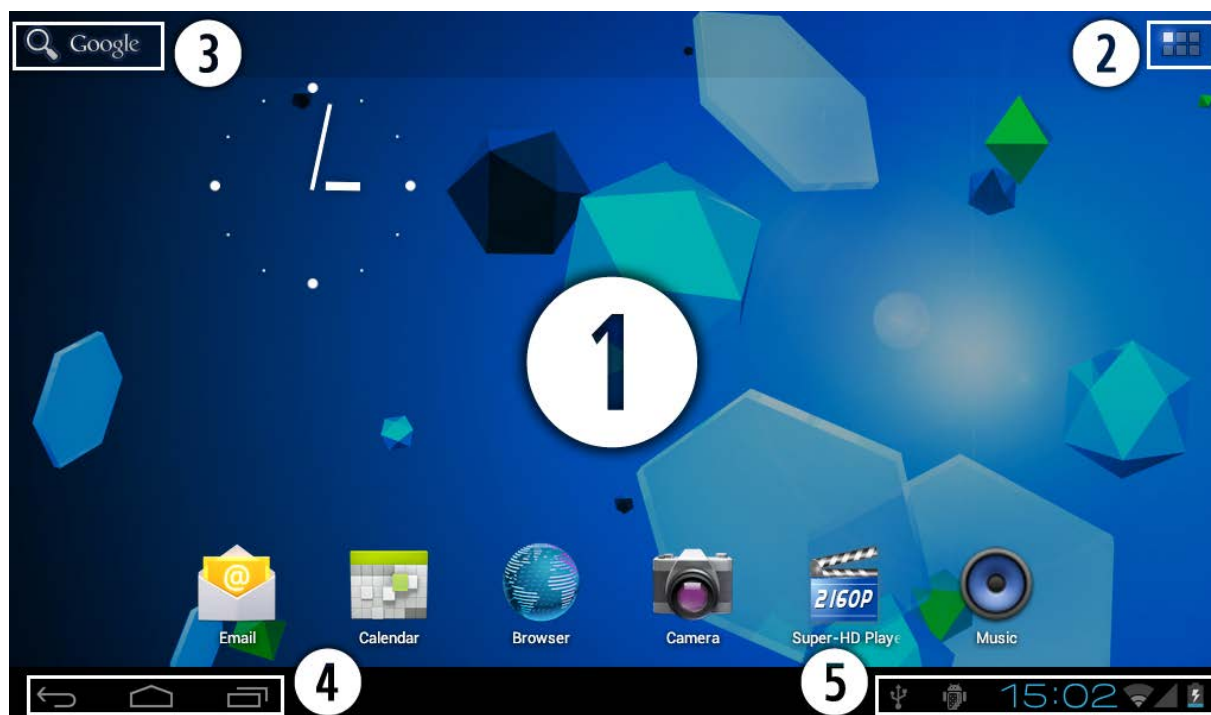 Google
3
2
1
@
2160P
Email
Calendar
Browser
Camera
Super-HD Playe
Music
4
5
15:02